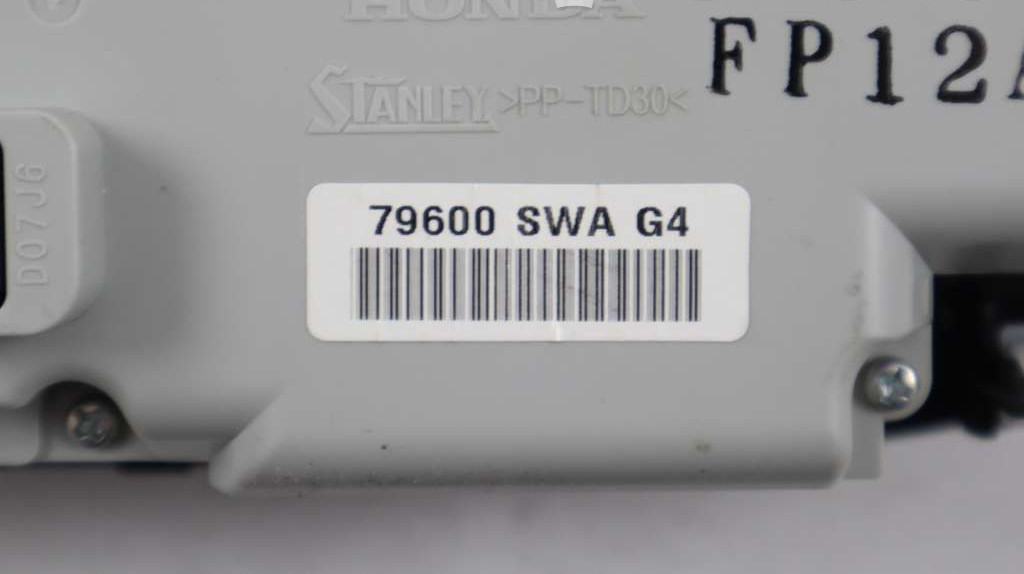 HONDA
FP12A
STANLEY >PP-TD30<
D07J6
79600 SWA G4